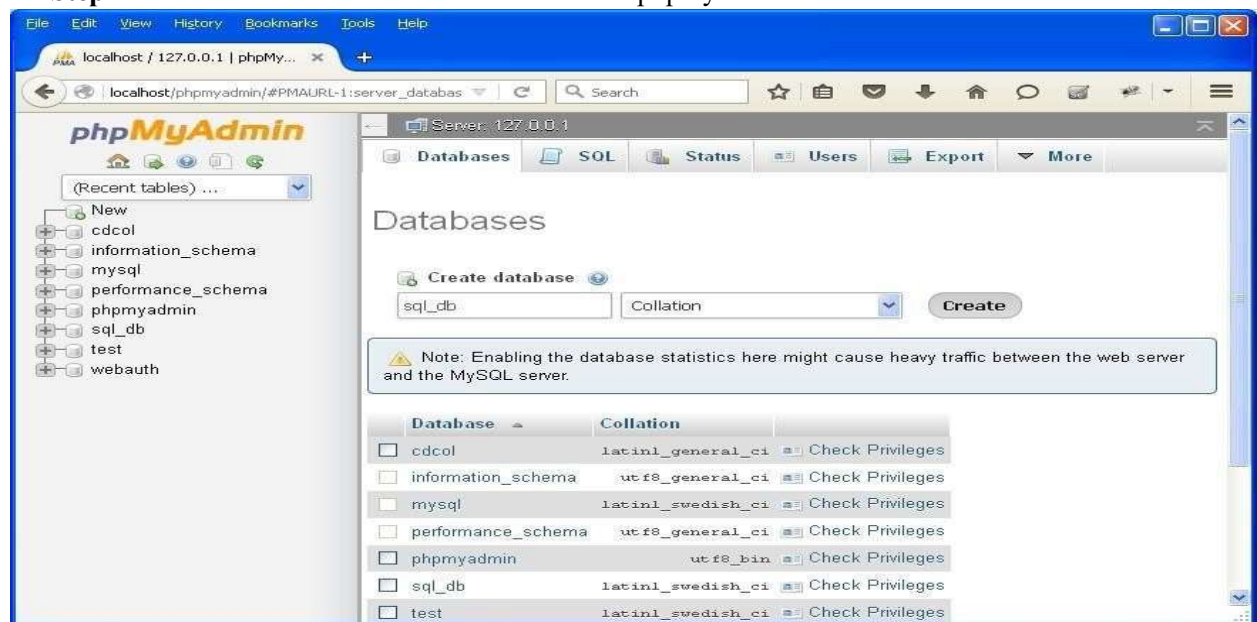 Step
File Edit View History Bookmarks Tools Help
localhost / 127.0.0.1 | phpMy... ×
localhost/phpmyadmin/#PMAURL-1:server_databas
Search
phpMyAdmin
(Recent tables) ...
New
cdcol
information_schema
mysql
performance_schema
phpmyadmin
sql_db
test
webauth
Server: 127.0.0.1
Databases SQL Status Users Export More
Databases
Create database
sql_db Collation Create
Note: Enabling the database statistics here might cause heavy traffic between the web server
and the MySQL server.
Database Collation
cdcol latin1_general_ci Check Privileges
information_schema utf8_general_ci Check Privileges
mysql latin1_swedish_ci Check Privileges
performance_schema utf8_general_ci Check Privileges
phpmyadmin utf8_bin Check Privileges
sql_db latin1_swedish_ci Check Privileges
test latin1_swedish_ci Check Privileges